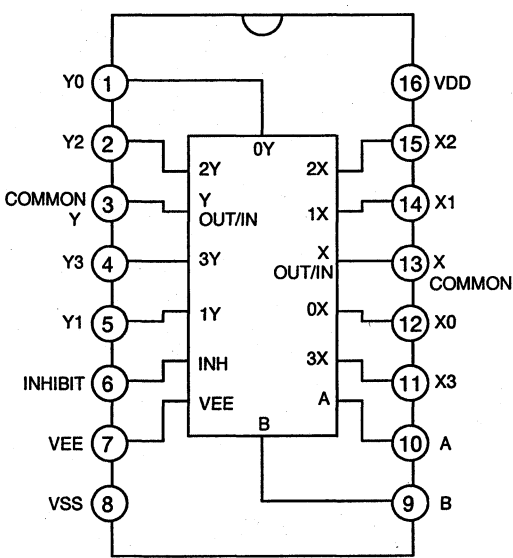 Y0 1 16 VDD
0Y
Y2 2 2Y 2X 15 X2
COMMON Y 3 Y OUT/IN 1X 14 X1
Y3 4 3Y X OUT/IN 13 X COMMON
Y1 5 1Y 0X 12 X0
INHIBIT 6 INH 3X 11 X3
VEE 7 VEE A 10 A
B
VSS 8 9 B